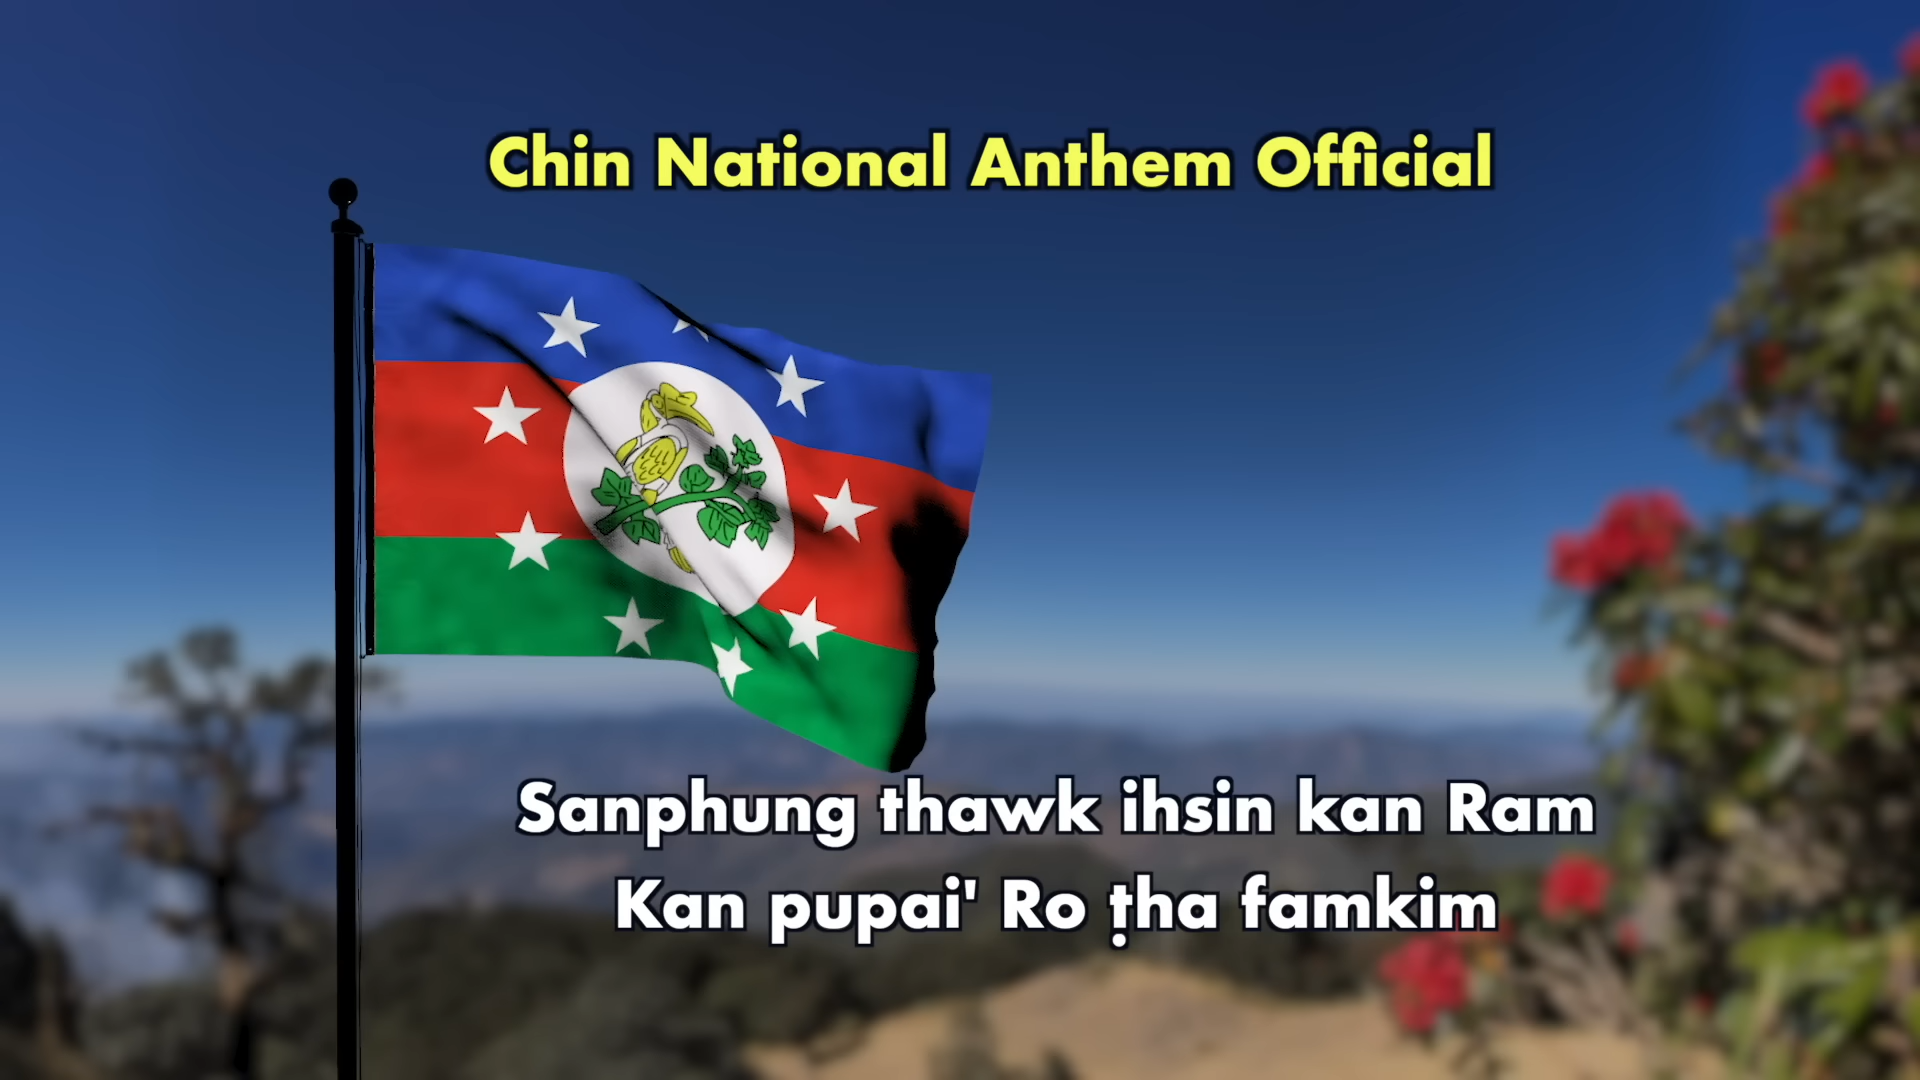 Chin National Anthem Official
Sanphung thawk ihsin kan Ram
Kan pupai' Ro ṭha famkim